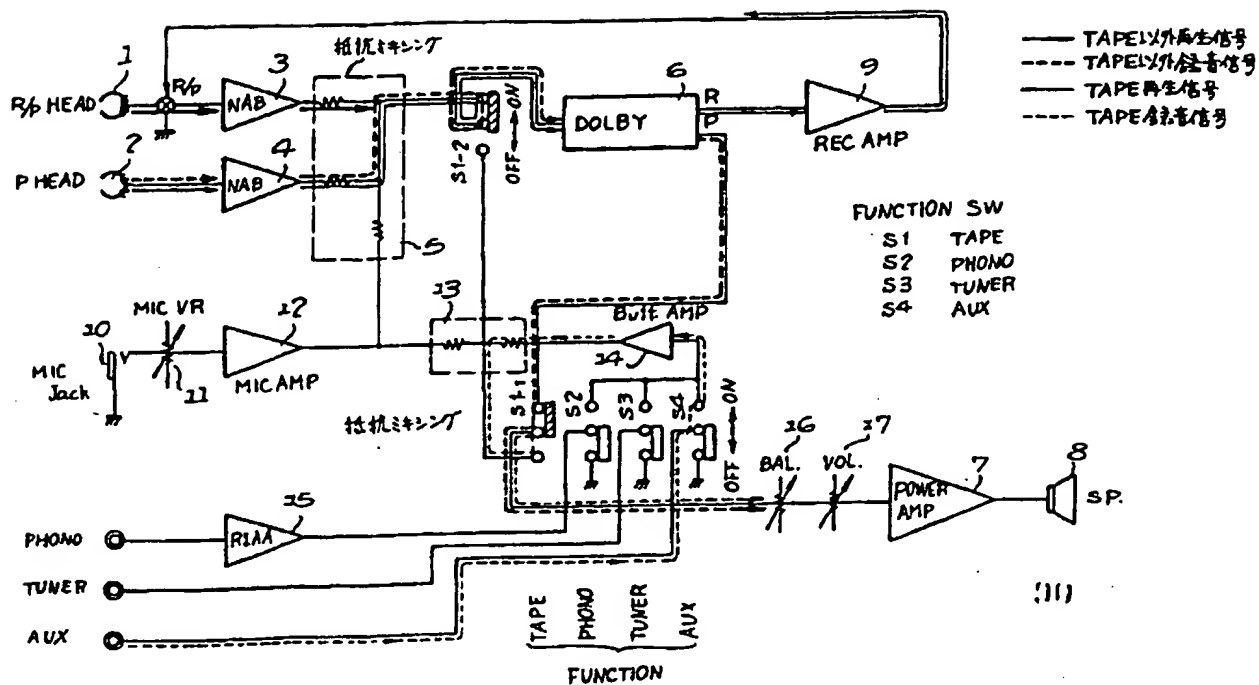 抵抗ミキシング
1
R/P HEAD
R/P
3
NAB
2
P HEAD
4
NAB
5
S1-2
ON
OFF
6
DOLBY
R
P
9
REC AMP
TAPE以外再生信号
TAPE以外録音信号
TAPE再生信号
TAPE録音信号
FUNCTION SW
S1 TAPE
S2 PHONO
S3 TUNER
S4 AUX
10
MIC Jack
MIC VR
11
12
MIC AMP
13
抵抗ミキシング
Buff AMP
14
S1-1
S2
S3
S4
ON
OFF
16
BAL.
17
VOL.
7
POWER
AMP
8
SP.
PHONO
15
RIAA
TUNER
AUX
TAPE
PHONO
TUNER
AUX
FUNCTION